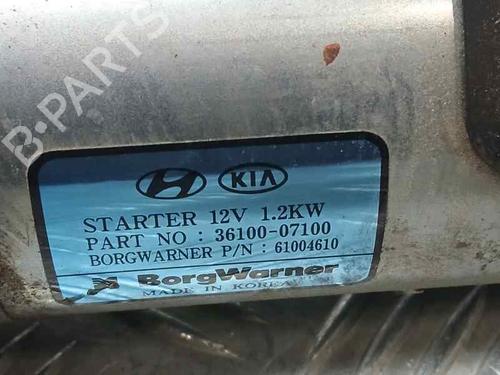 B-PARTS
KIA
STARTER 12V 1.2KW
PART NO : 36100-07100
BORGWARNER P/N : 61004610
BorgWarner
MADE IN KOREA